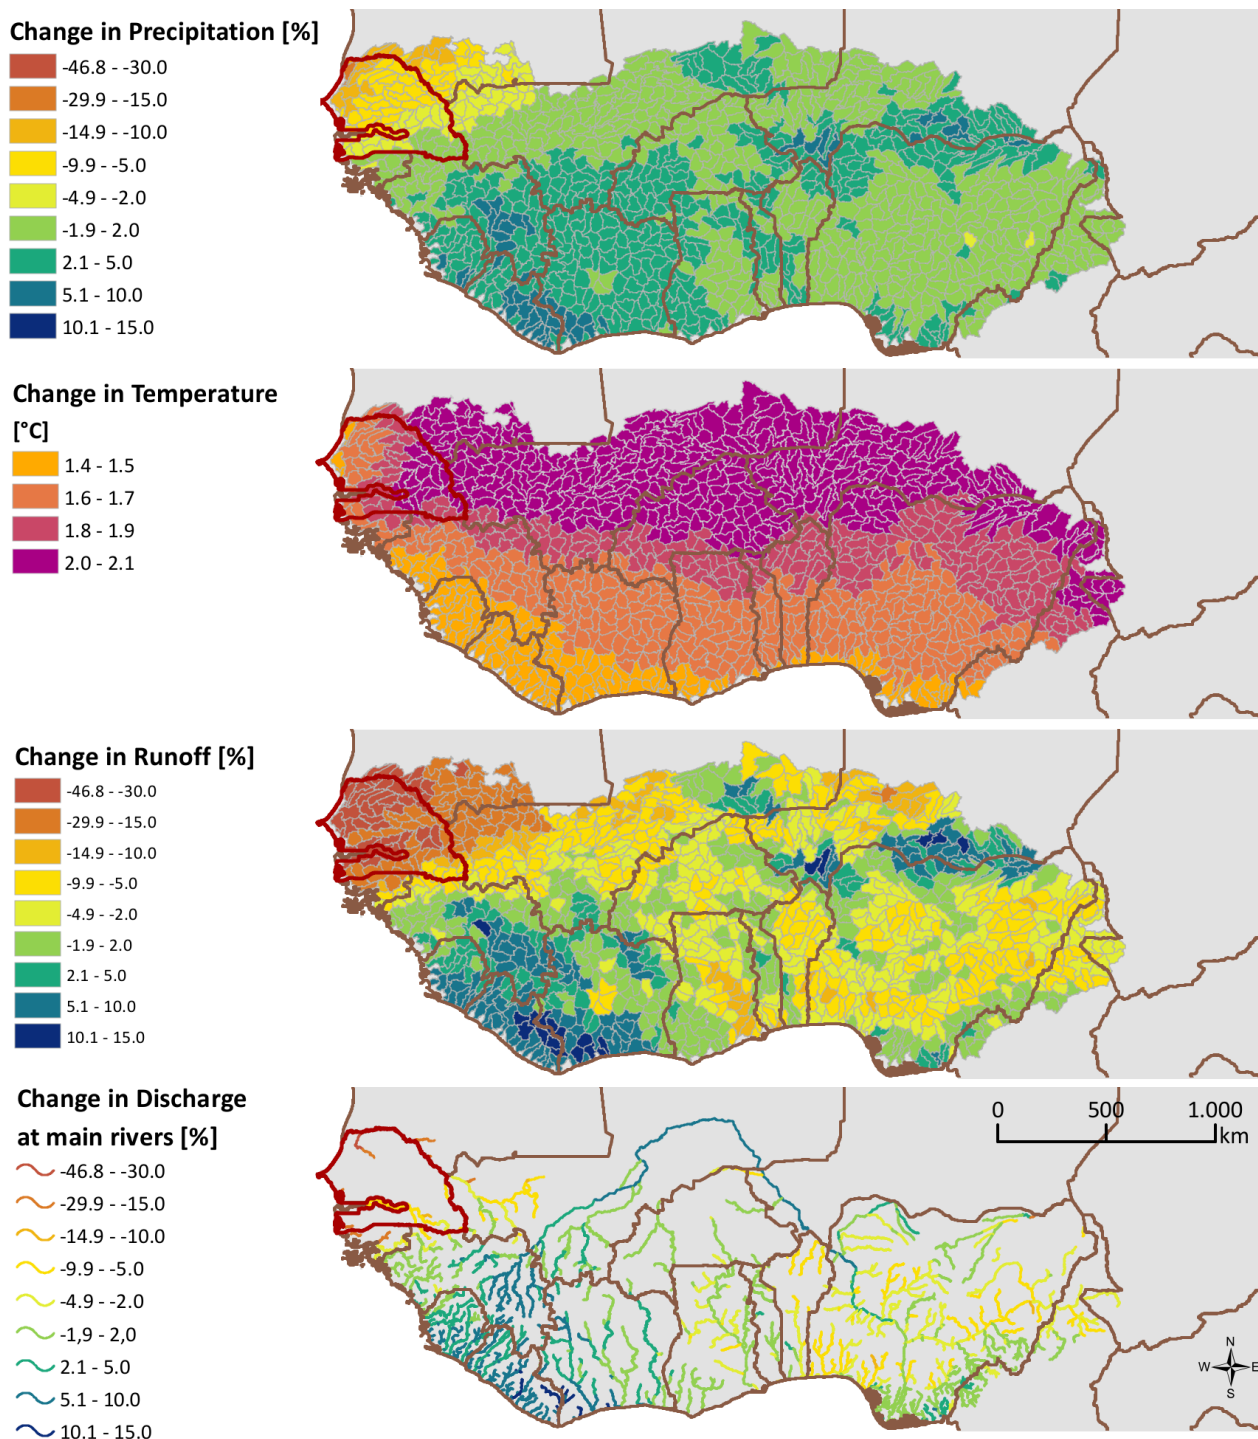 Change in Precipitation [%]
-46.8 - -30.0
-29.9 - -15.0
-14.9 - -10.0
-9.9 - -5.0
-4.9 - -2.0
-1.9 - 2.0
2.1 - 5.0
5.1 - 10.0
10.1 - 15.0
Change in Temperature
[°C]
1.4 - 1.5
1.6 - 1.7
1.8 - 1.9
2.0 - 2.1
Change in Runoff [%]
-46.8 - -30.0
-29.9 - -15.0
-14.9 - -10.0
-9.9 - -5.0
-4.9 - -2.0
-1.9 - 2.0
2.1 - 5.0
5.1 - 10.0
10.1 - 15.0
Change in Discharge
at main rivers [%]
-46.8 - -30.0
-29.9 - -15.0
-14.9 - -10.0
-9.9 - -5.0
-4.9 - -2.0
-1,9 - 2,0
2.1 - 5.0
5.1 - 10.0
10.1 - 15.0
0 500 1.000
km
N
W E
S